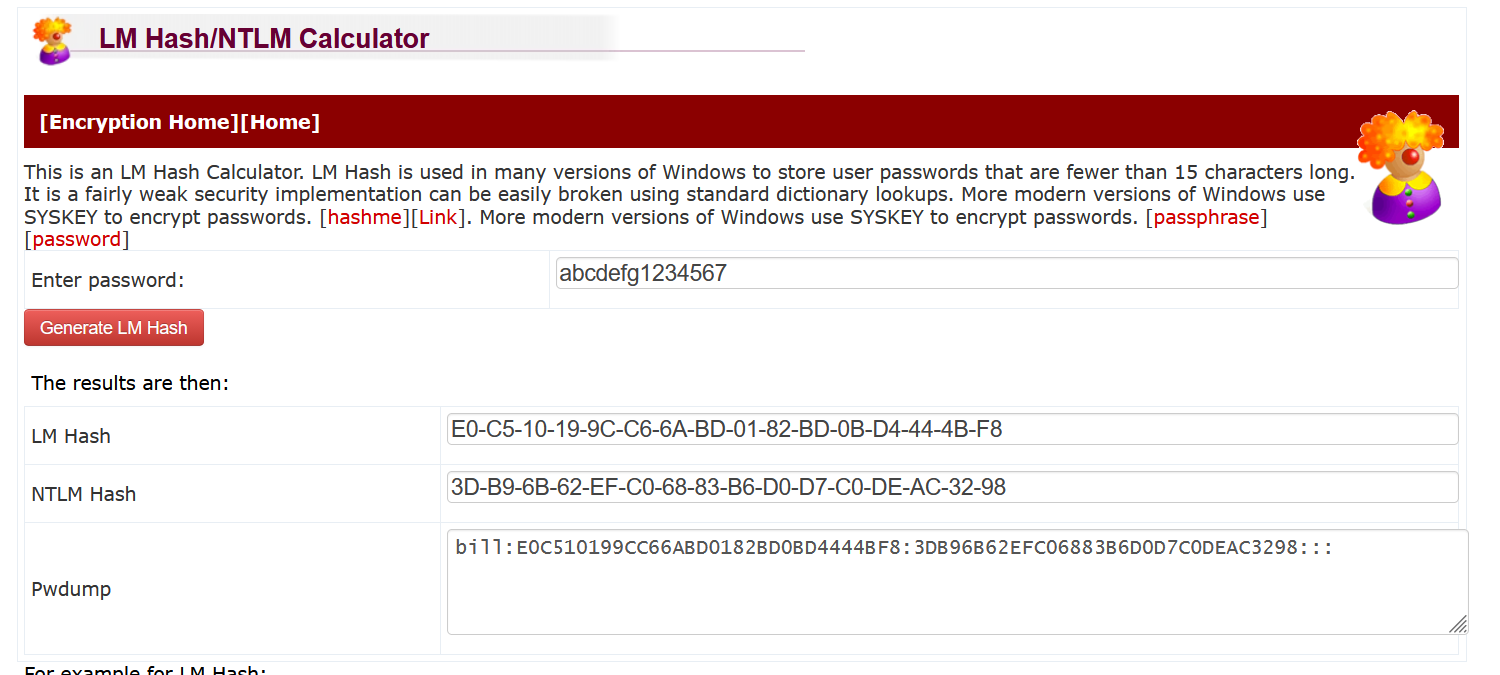 LM Hash/NTLM Calculator
[Encryption Home][Home]
This is an LM Hash Calculator. LM Hash is used in many versions of Windows to store user passwords that are fewer than 15 characters long.
It is a fairly weak security implementation can be easily broken using standard dictionary lookups. More modern versions of Windows use
SYSKEY to encrypt passwords. [hashme][Link]. More modern versions of Windows use SYSKEY to encrypt passwords. [passphrase]
[password]
Enter password: abcdefg1234567
Generate LM Hash
The results are then:
LM Hash E0-C5-10-19-9C-C6-6A-BD-01-82-BD-0B-D4-44-4B-F8
NTLM Hash 3D-B9-6B-62-EF-C0-68-83-B6-D0-D7-C0-DE-AC-32-98
bill:E0C510199CC66ABD0182BD0BD4444BF8:3DB96B62EFC06883B6D0D7C0DEAC3298:::
Pwdump
For example for LM Hash: